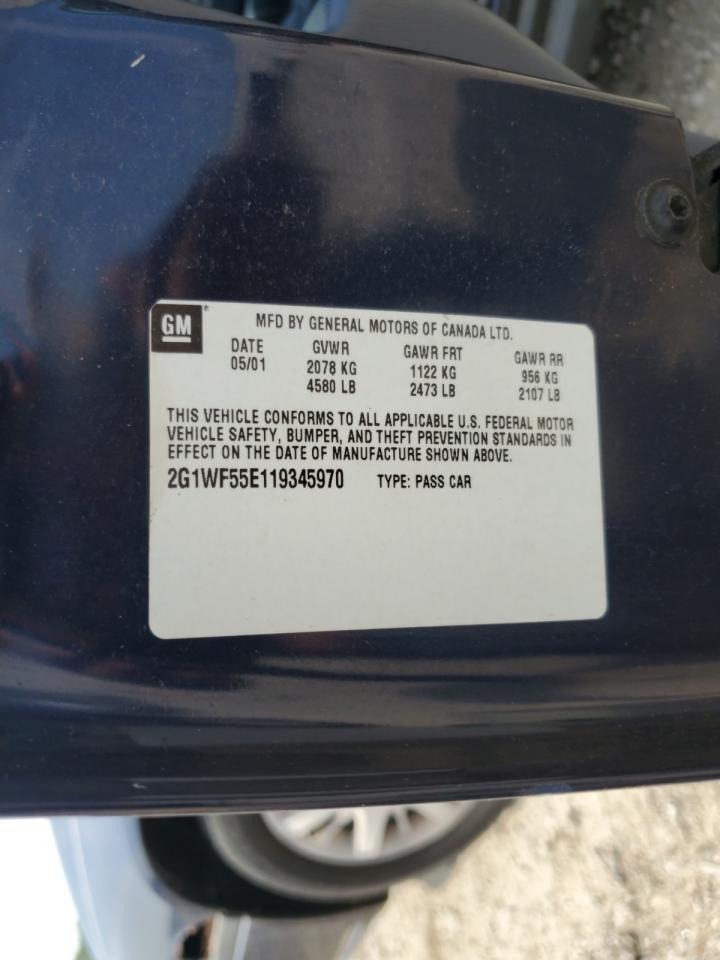 GM ® MFD BY GENERAL MOTORS OF CANADA LTD.
DATE GVWR GAWR FRT GAWR RR
05/01 2078 KG 1122 KG 956 KG
4580 LB 2473 LB 2107 LB
THIS VEHICLE CONFORMS TO ALL APPLICABLE U.S. FEDERAL MOTOR
VEHICLE SAFETY, BUMPER, AND THEFT PREVENTION STANDARDS IN
EFFECT ON THE DATE OF MANUFACTURE SHOWN ABOVE.
2G1WF55E119345970 TYPE: PASS CAR